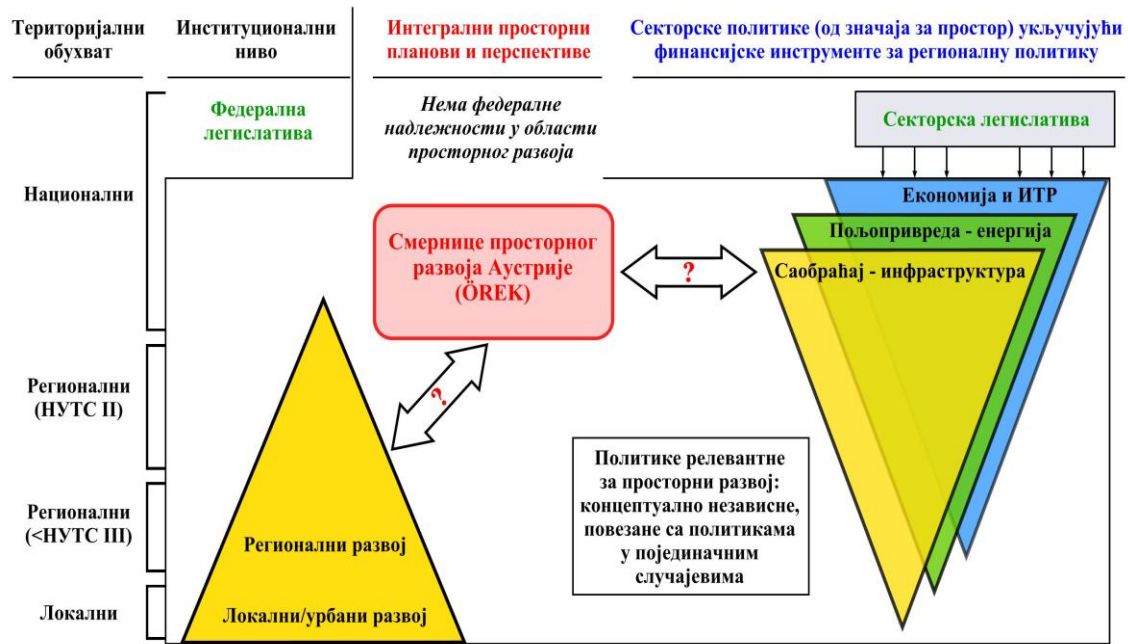 Територијални
обухват
Институционални
ниво
Интегрални просторни
планови и перспективе
Секторске политике (од значаја за простор) укључујући
финансијске инструменте за регионалну политику
Федерална
легислатива
Нема федералне
надлежности у области
просторног развоја
Секторска легислатива
Национални
Економија и ИТР
Пољопривреда - енергија
Саобраћај - инфраструктура
Смернице просторног
развоја Аустрије
(ÖREK)
?
?
Регионални
(НУТС II)
Политике релевантне
за просторни развој:
концептуално независне,
повезане са политикама
у појединачним
случајевима
Регионални
(<НУТС III)
Регионални развој
Локални
Локални/урбани развој